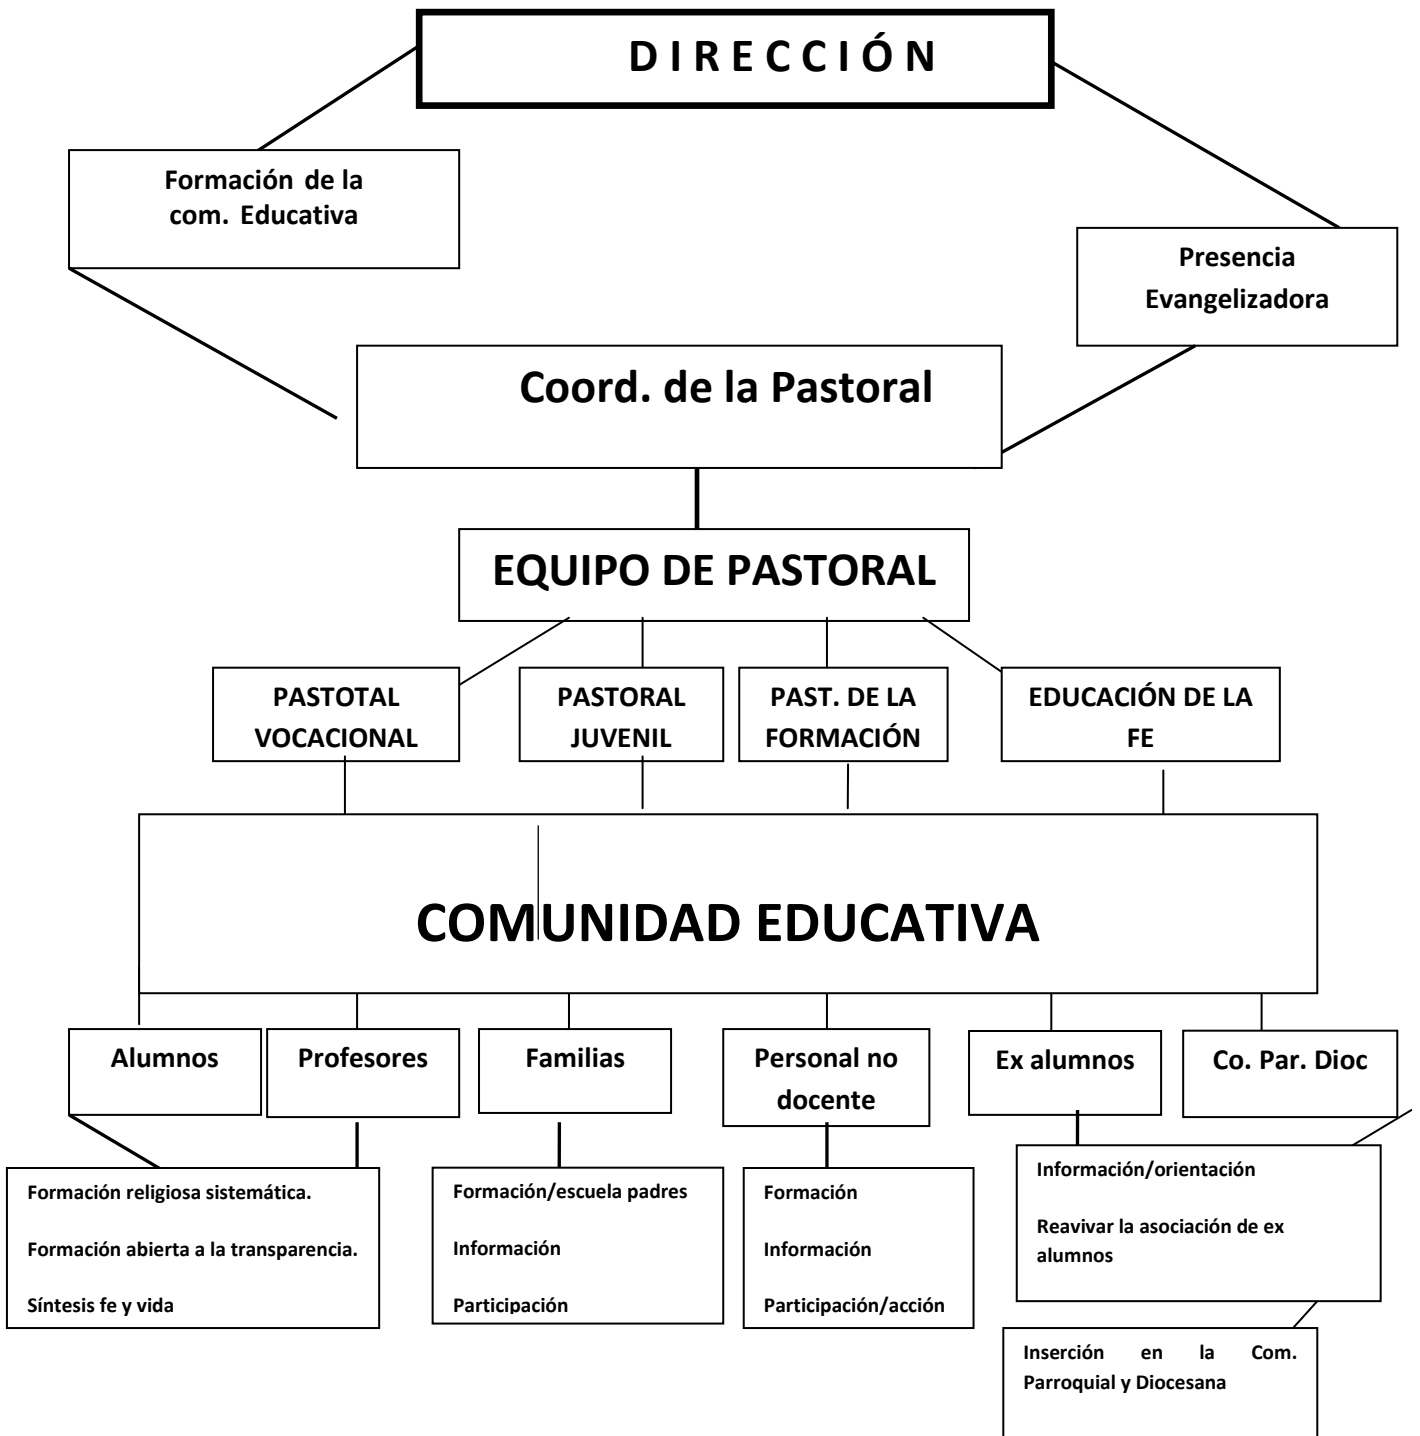 DIRECCIÓN
Formación de la
com. Educativa
Presencia
Evangelizadora
Coord. de la Pastoral
EQUIPO DE PASTORAL
PASTOTAL
VOCACIONAL
PASTORAL
JUVENIL
PAST. DE LA
FORMACIÓN
EDUCACIÓN DE LA
FE
COMUNIDAD EDUCATIVA
Alumnos
Profesores
Familias
Personal no
docente
Ex alumnos
Co. Par. Dioc
Formación religiosa sistemática.
Formación abierta a la transparencia.
Síntesis fe y vida
Formación/escuela padres
Información
Participación
Formación
Información
Participación/acción
Información/orientación
Reavivar la asociación de ex
alumnos
Inserción en la Com.
Parroquial y Diocesana